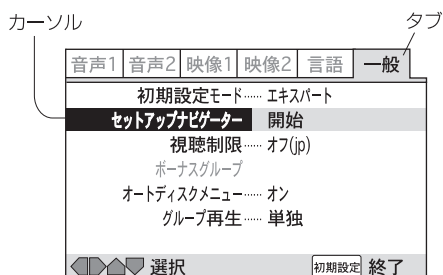 カーソル
タブ
音声1 音声2 映像1 映像2 言語 一般
初期設定モード…… エキスパート
セットアップナビゲーター 開始
視聴制限…… オフ(jp)
ボーナスグループ
オートディスクメニュー…… オン
グループ再生…… 単独
選択 初期設定 終了